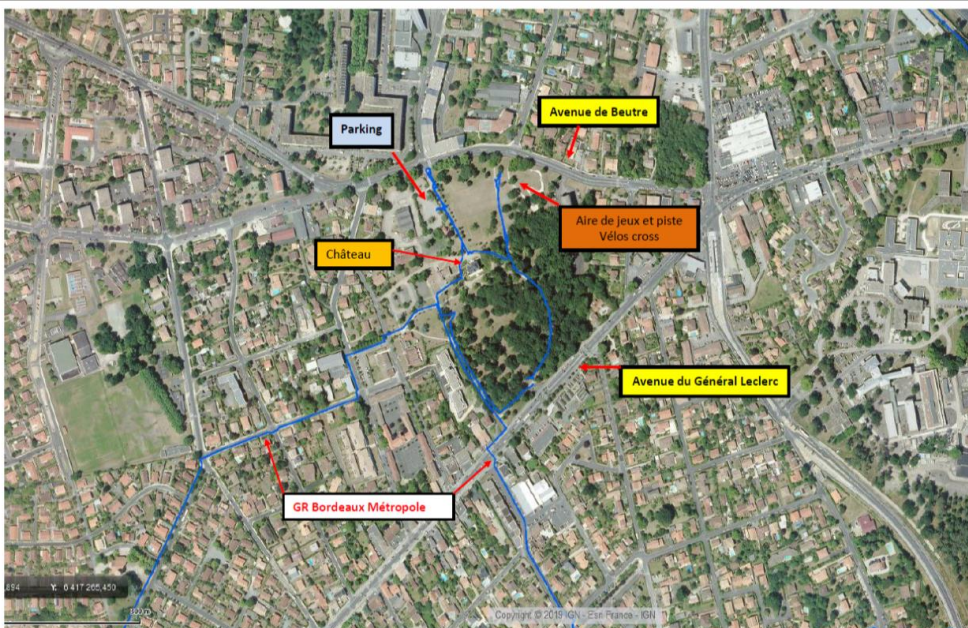 Avenue de Beutre
Parking
Aire de jeux et piste
Vélos cross
Château
Avenue du Général Leclerc
GR Bordeaux Métropole
Y: 6 417 265,450
Copyright © 2019 IGN - Esri France - IGN